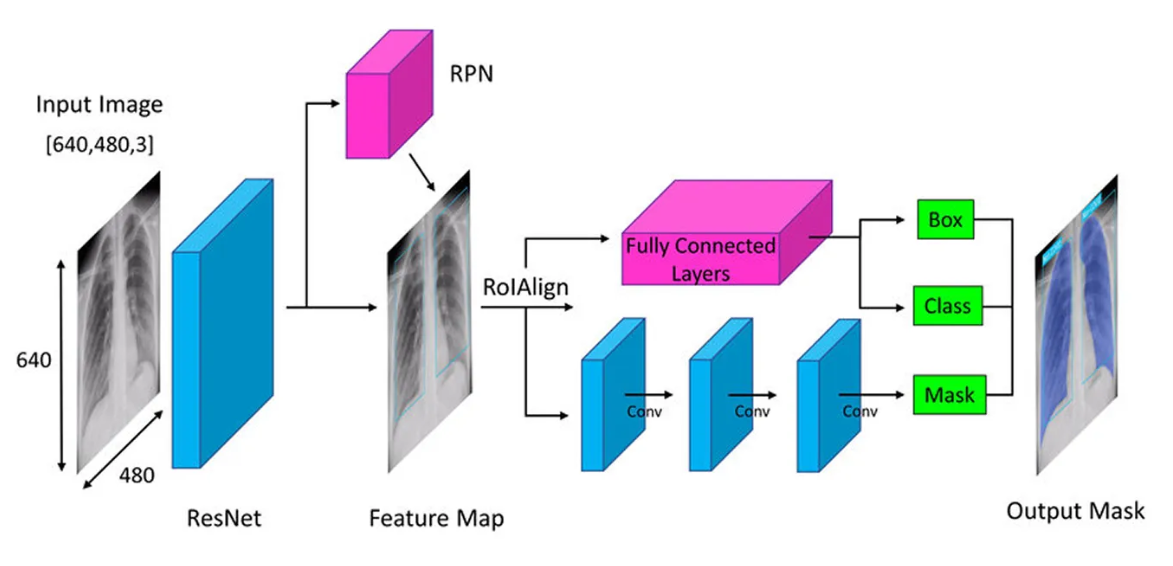 Input Image
[640,480,3]
640
480
ResNet
RPN
Feature Map
RoIAlign
Fully Connected
Layers
Conv
Conv
Conv
Box
Class
Mask
Output Mask